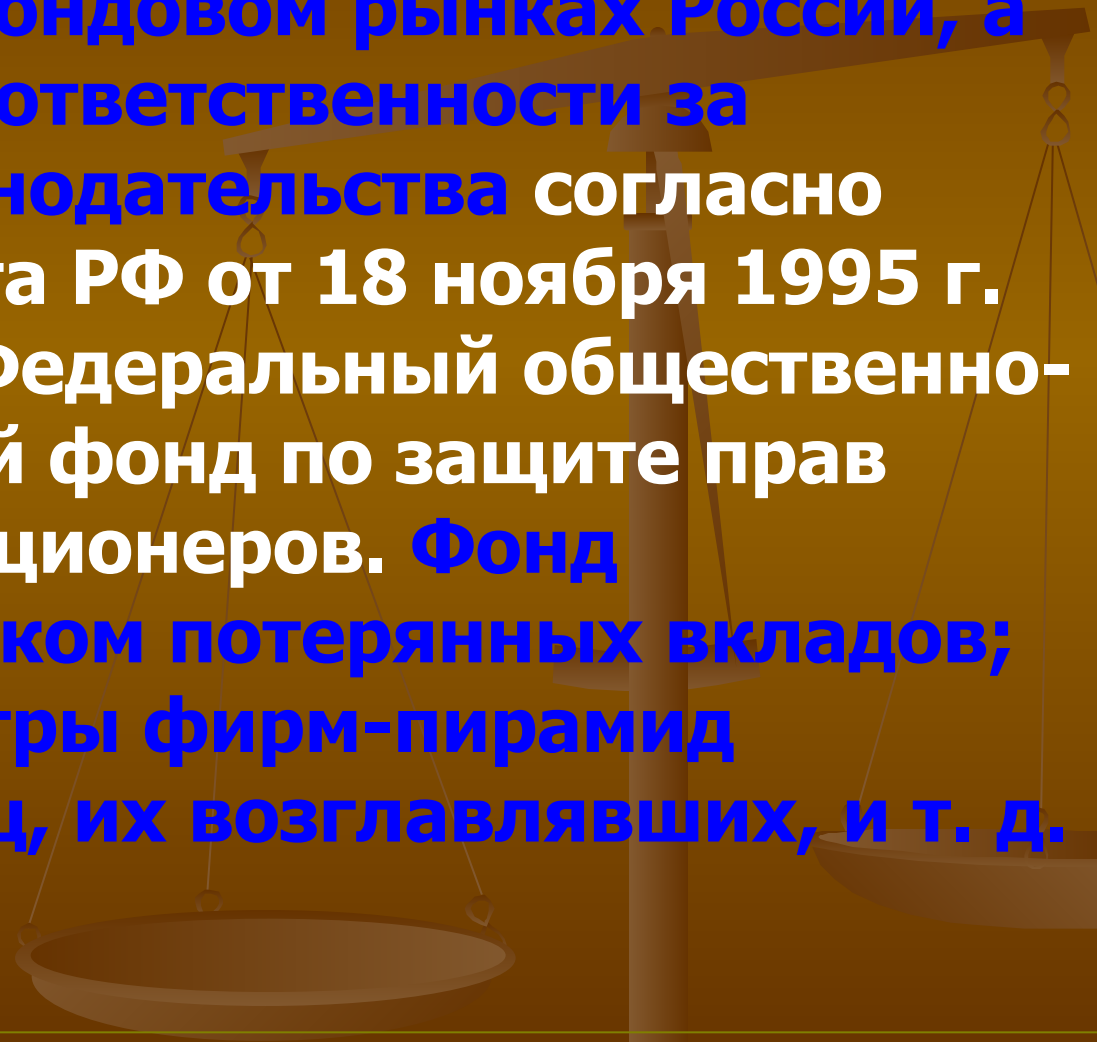 ондовом рынках России, а
ответственности за
нодательства согласно
та РФ от 18 ноября 1995 г.
Федеральный общественно-
й фонд по защите прав
ционеров. Фонд
ком потерянных вкладов;
тры фирм-пирамид
ц, их возглавлявших, и т. д.